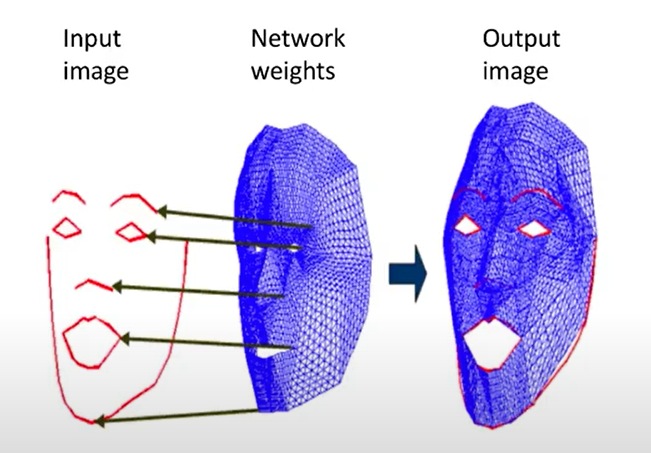 Input
image
Network
weights
Output
image